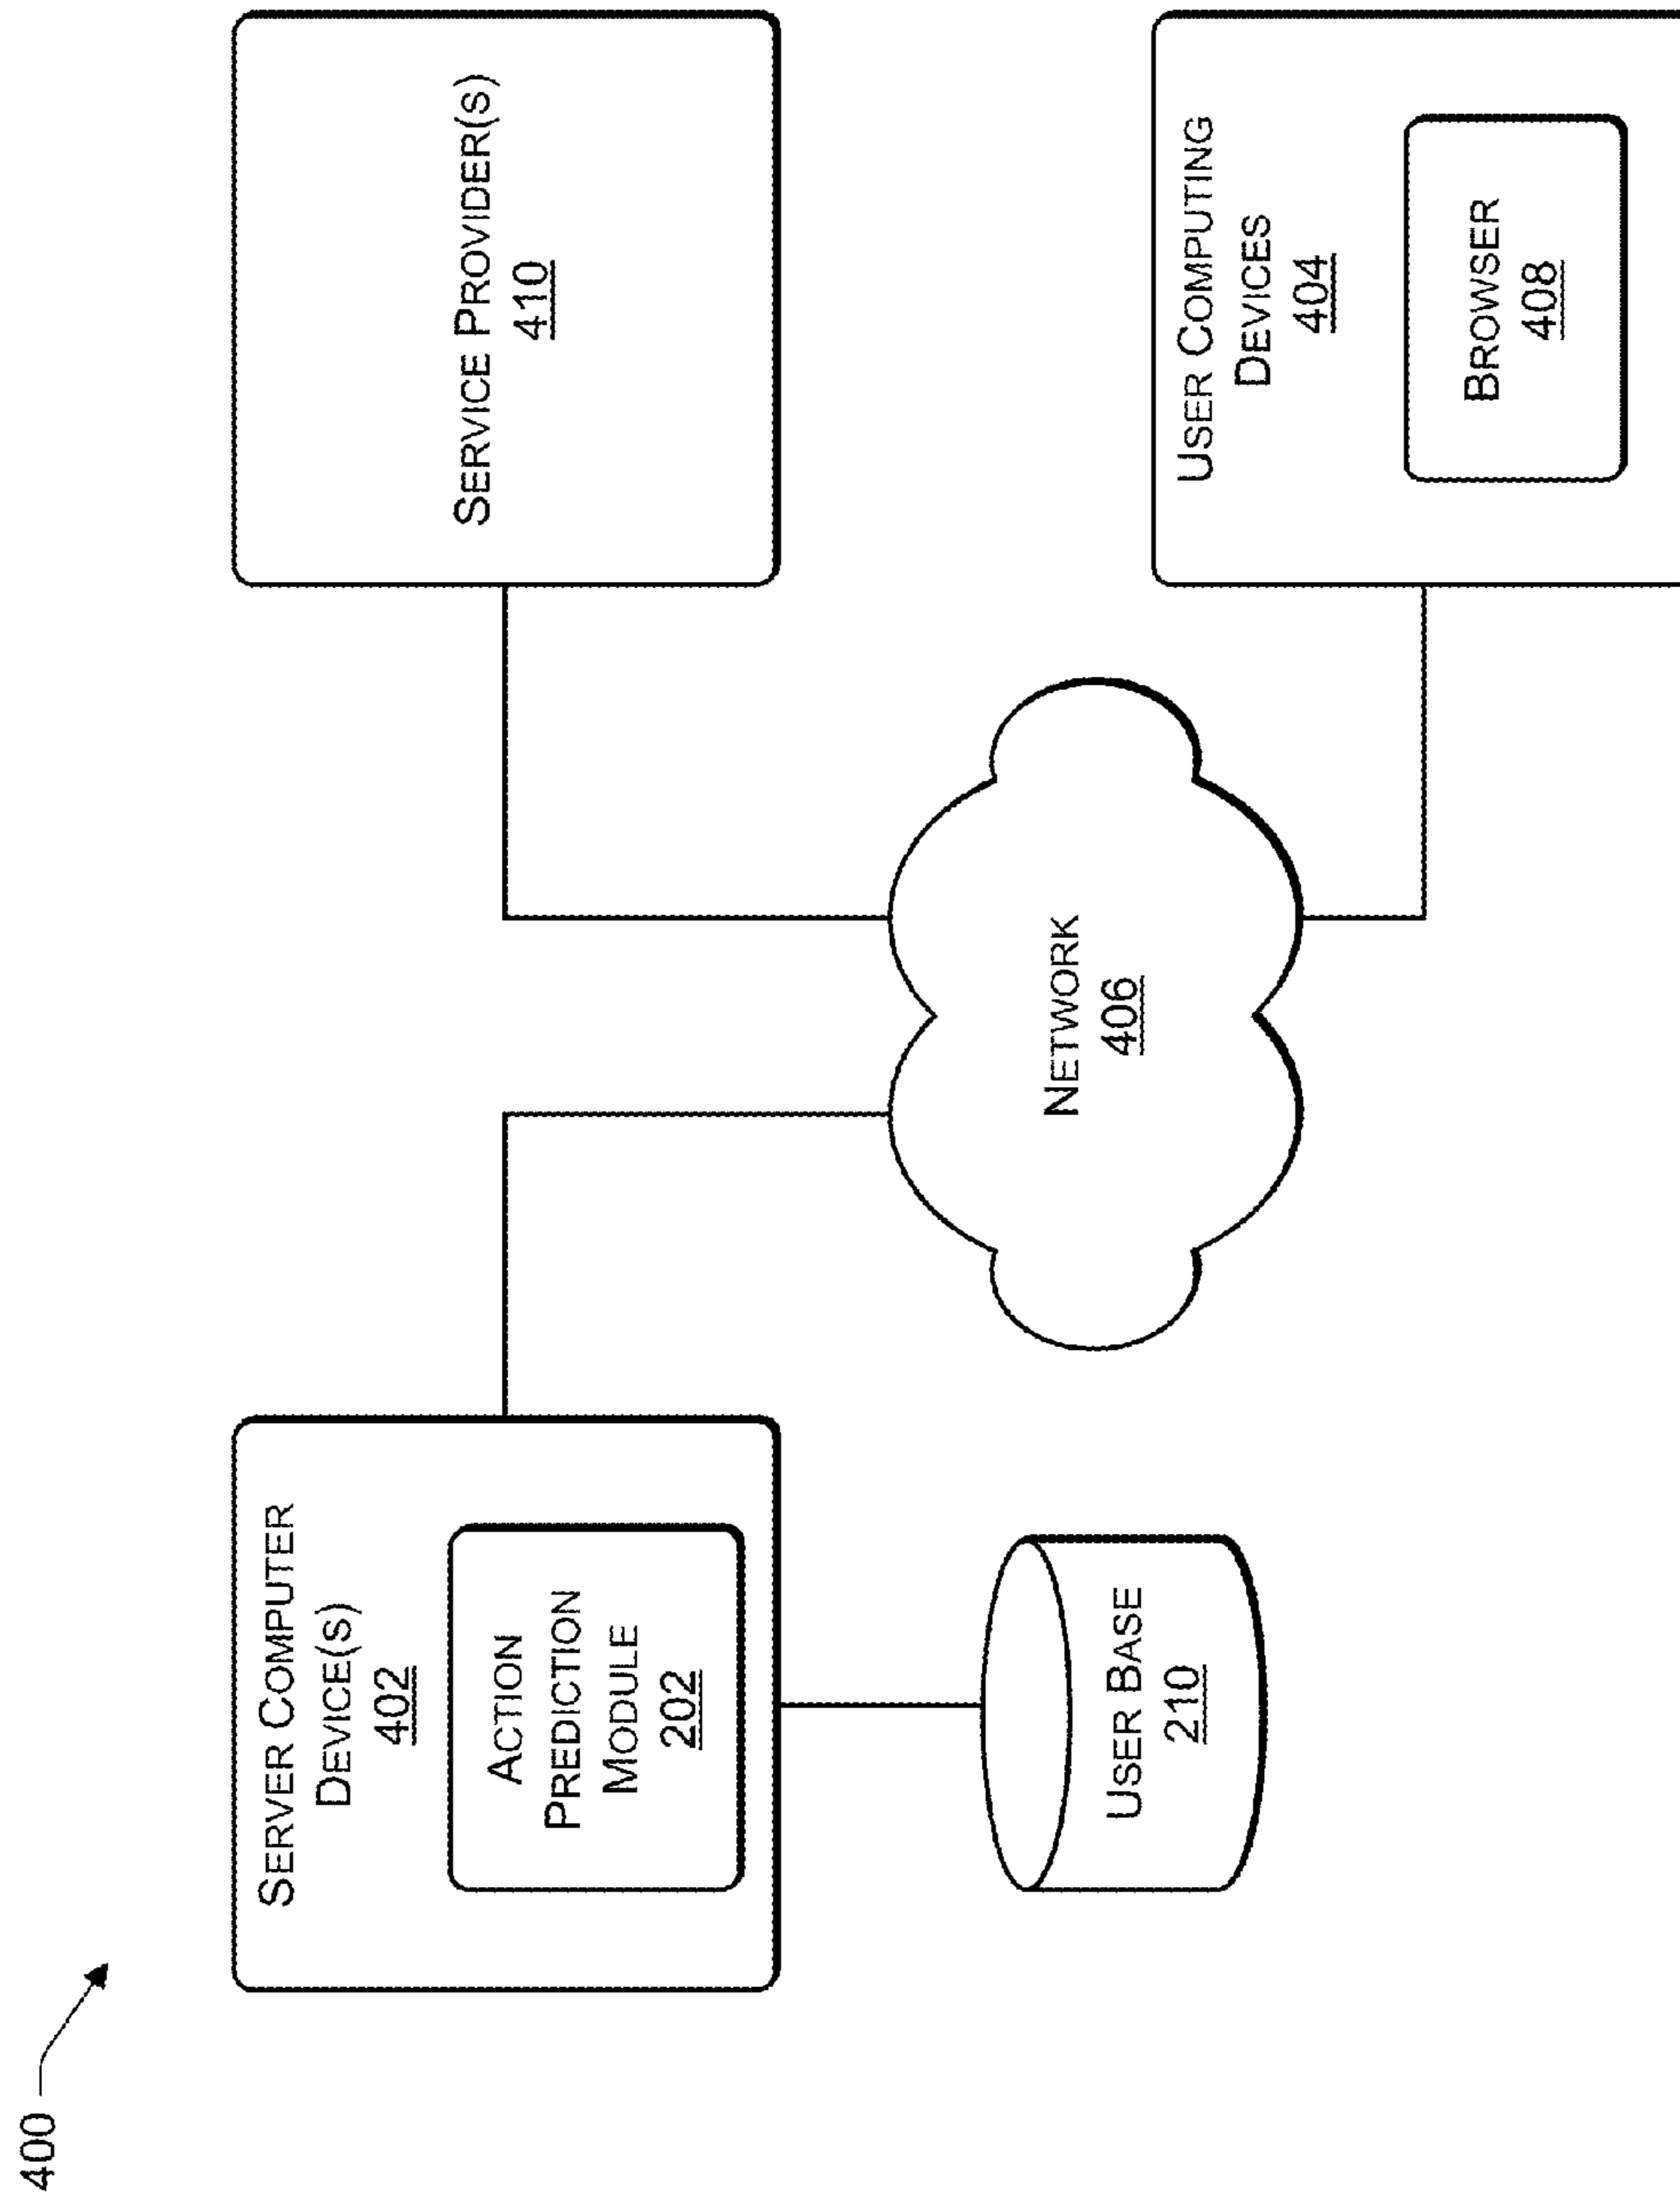 400
SERVER COMPUTER
DEVICE(S)
402
ACTION
PREDICTION
MODULE
202
USER BASE
210
NETWORK
406
SERVICE PROVIDER(S)
410
USER COMPUTING
DEVICES
404
BROWSER
408